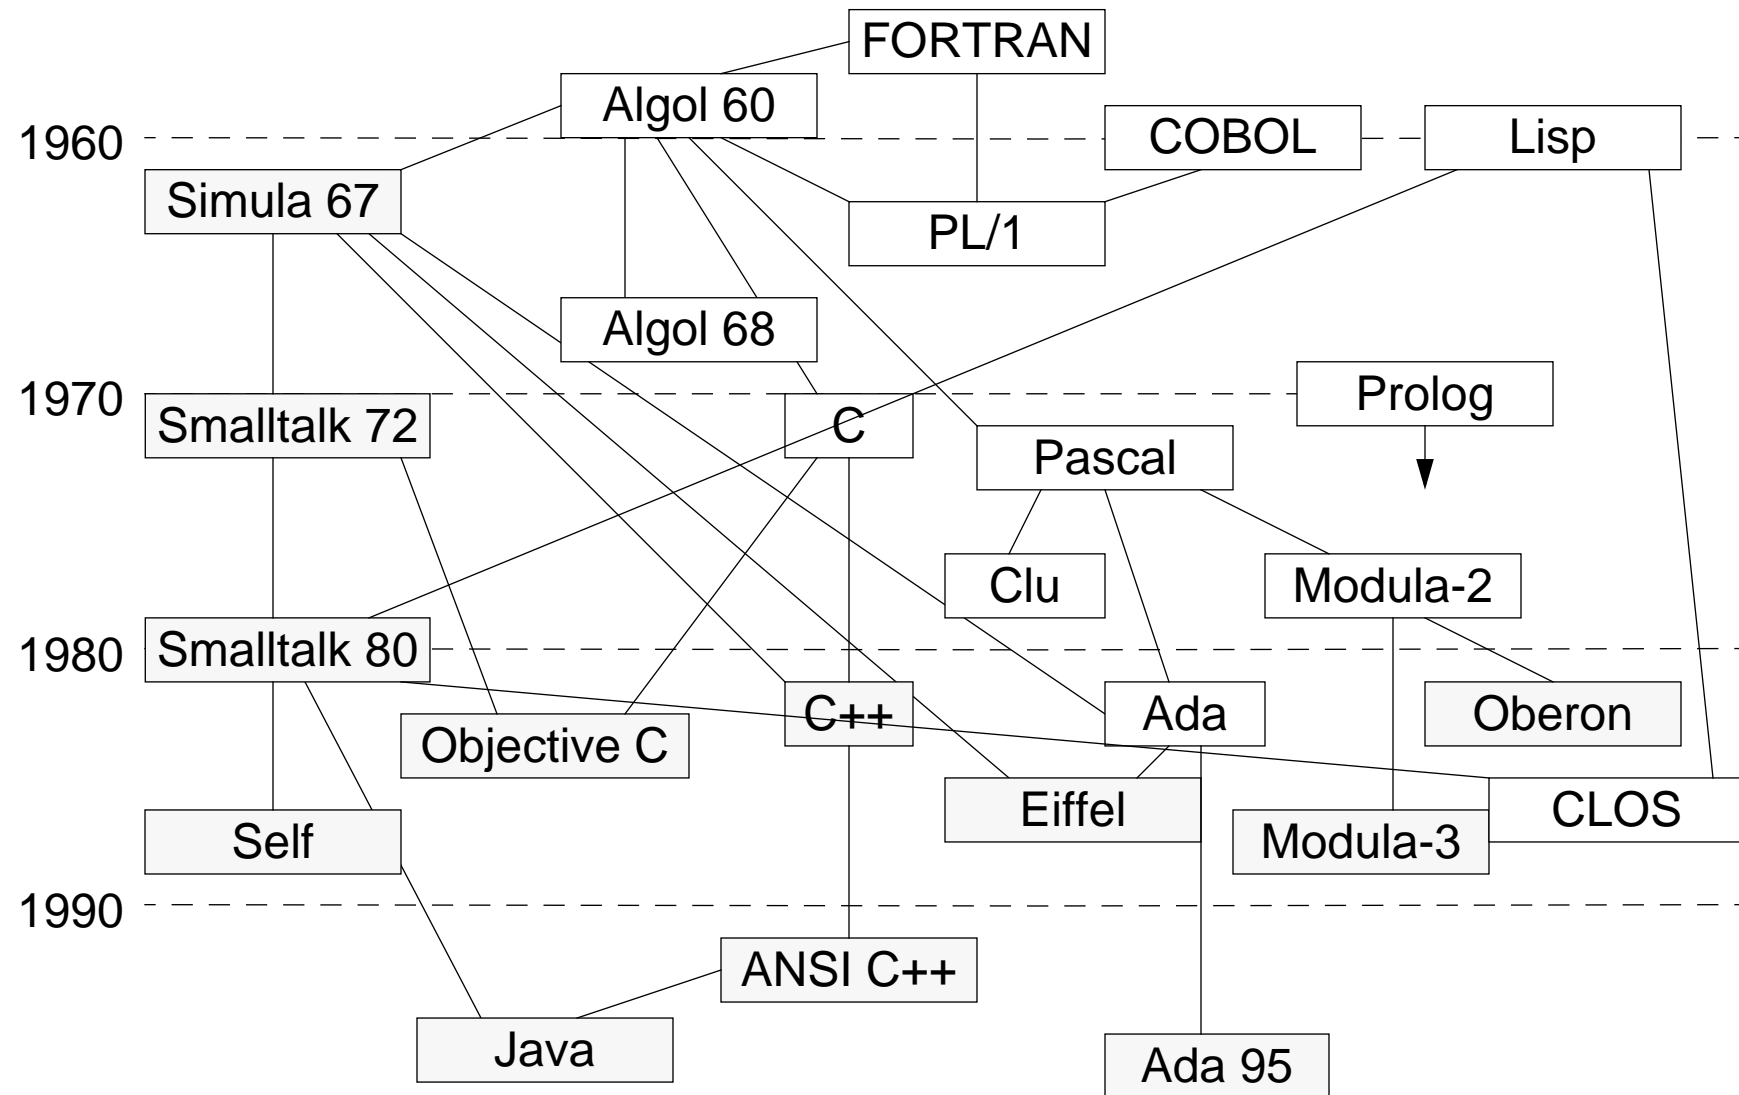 FORTRAN
Algol 60
1960
COBOL
Lisp
Simula 67
PL/1
Algol 68
1970
Prolog
Smalltalk 72
C
Pascal
Clu
Modula-2
1980
Smalltalk 80
C++
Ada
Oberon
Objective C
Eiffel
CLOS
Self
Modula-3
1990
ANSI C++
Java
Ada 95